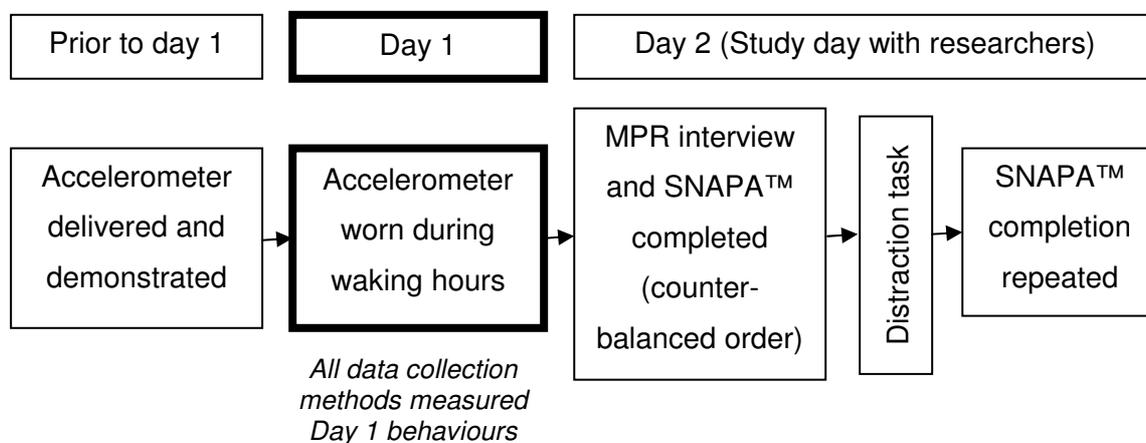 Prior to day 1
Day 1
Day 2 (Study day with researchers)
Accelerometer
delivered and
demonstrated
Accelerometer
worn during
waking hours
MPR interview
and SNAPA™
completed
(counter-
balanced order)
Distraction task
SNAPA™
completion
repeated
All data collection
methods measured
Day 1 behaviours